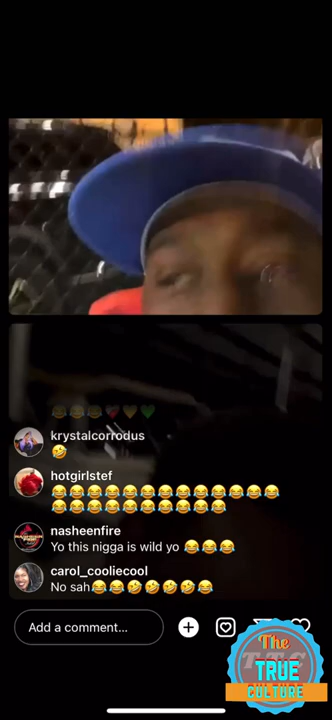 😂😂😂❤️💛💚
krystalcorrodus
🤣
hotgirlstef
😂😂😂😂😂😂😂😂😂😂😂😂😂
😂😂😂😂😂😂😂😂😂😂
nasheenfire
Yo this nigga is wild yo 😂😂😂
carol_cooliecool
No sah😂😂🤣🤣🤣🤣😂
Add a comment...
The
T.T.C
TRUE
CULTURE